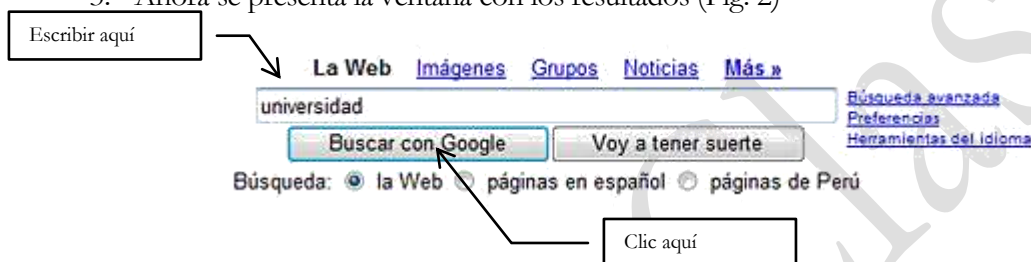 3. Ahora se presenta la ventana con los resultados (Fig. 2)
Escribir aquí
La Web Imágenes Grupos Noticias Más »
universidad
Búsqueda avanzada
Preferencias
Herramientas del idioma
Buscar con Google Voy a tener suerte
Búsqueda: la Web páginas en español páginas de Perú
Clic aquí